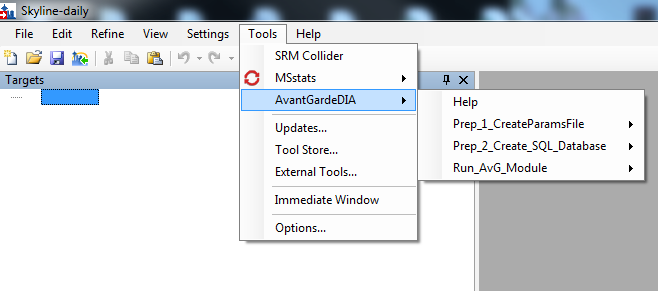 Skyline-daily
File Edit Refine View Settings Tools Help
Targets
SRM Collider
MSstats
AvantGardeDIA
Updates...
Tool Store...
External Tools...
Immediate Window
Options...
Help
Prep_1_CreateParamsFile
Prep_2_Create_SQL_Database
Run_AvG_Module